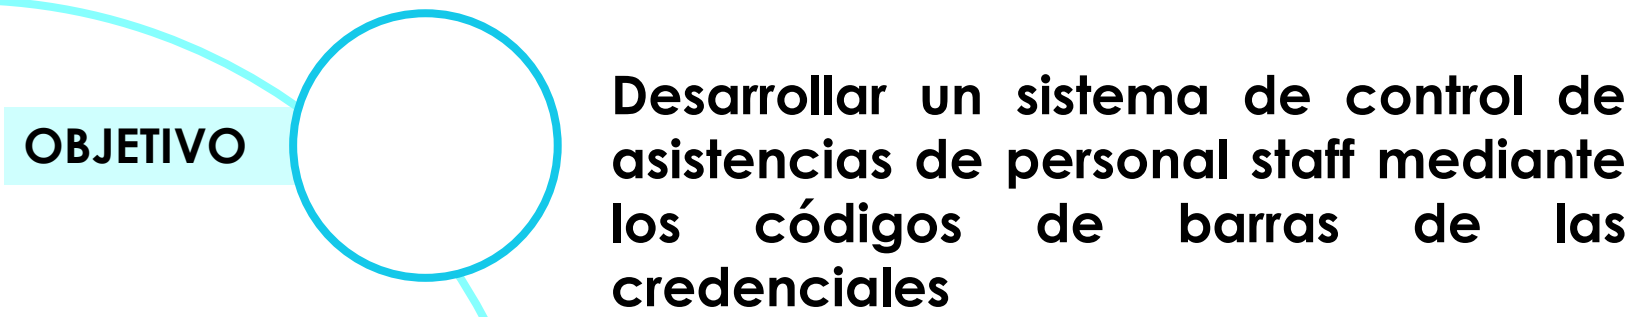 OBJETIVO
Desarrollar un sistema de control de
asistencias de personal staff mediante
los códigos de barras de las
credenciales